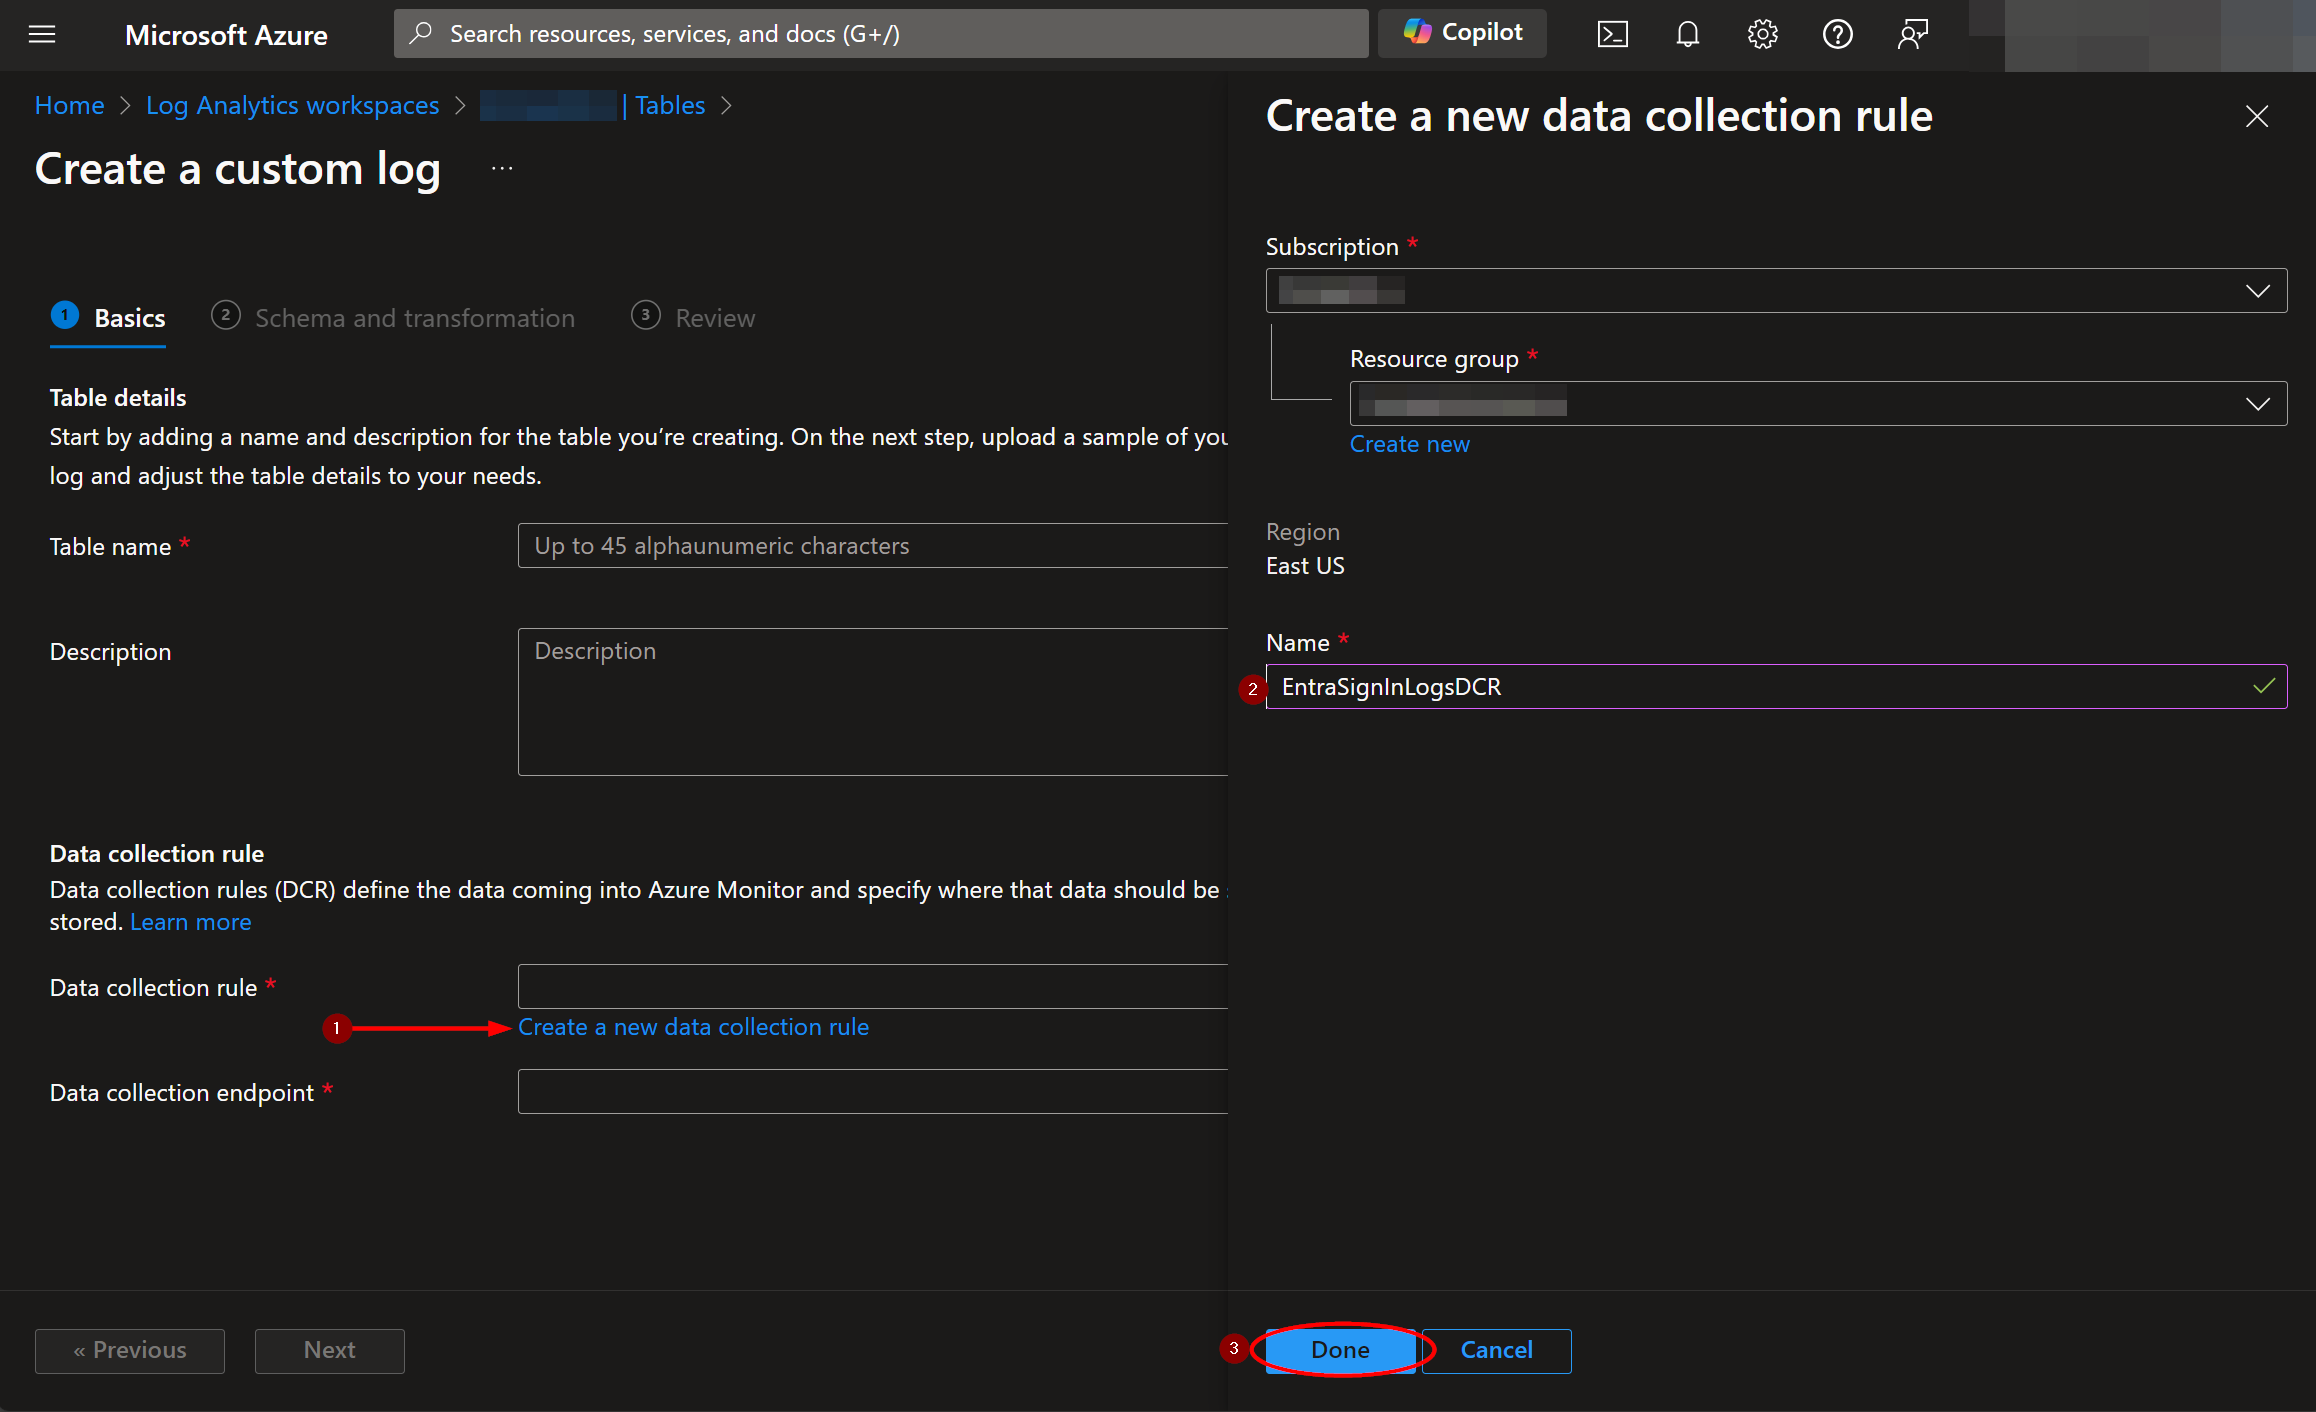 Microsoft Azure
Search resources, services, and docs (G+/)
Copilot
Home > Log Analytics workspaces > | Tables >
Create a custom log ...
1 Basics
2 Schema and transformation
3 Review
Table details
Start by adding a name and description for the table you’re creating. On the next step, upload a sample of you
log and adjust the table details to your needs.
Table name *
Up to 45 alphaunumeric characters
Description
Description
Data collection rule
Data collection rules (DCR) define the data coming into Azure Monitor and specify where that data should be
stored. Learn more
Data collection rule *
1
Create a new data collection rule
Data collection endpoint *
« Previous
Next
Create a new data collection rule
Subscription *
Resource group *
Create new
Region
East US
Name *
2
EntraSignInLogsDCR
3
Done
Cancel